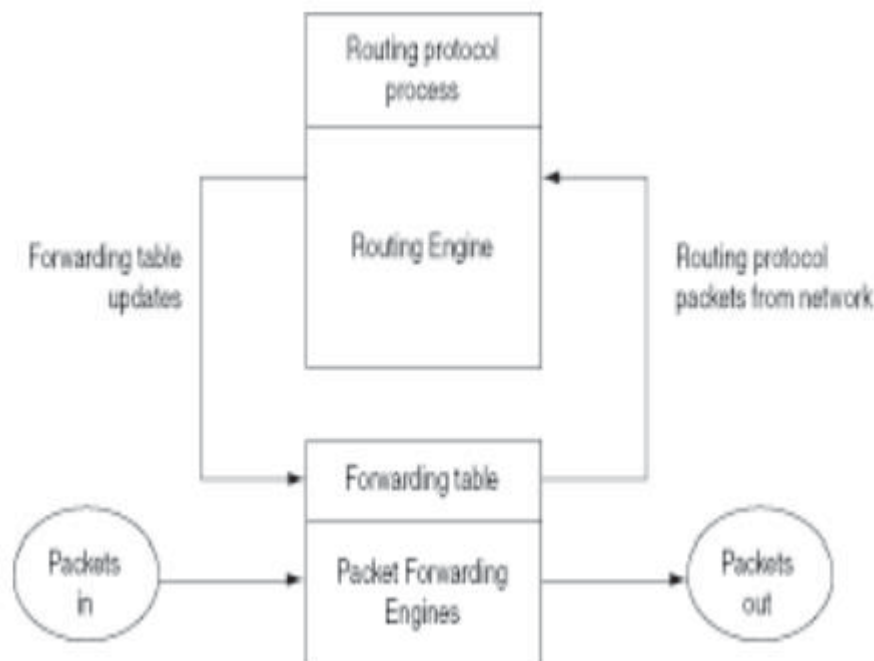 Routing protocol
process
Routing Engine
Forwarding table
updates
Routing protocol
packets from network
Forwarding table
Packets
in
Packet Forwarding
Engines
Packets
out